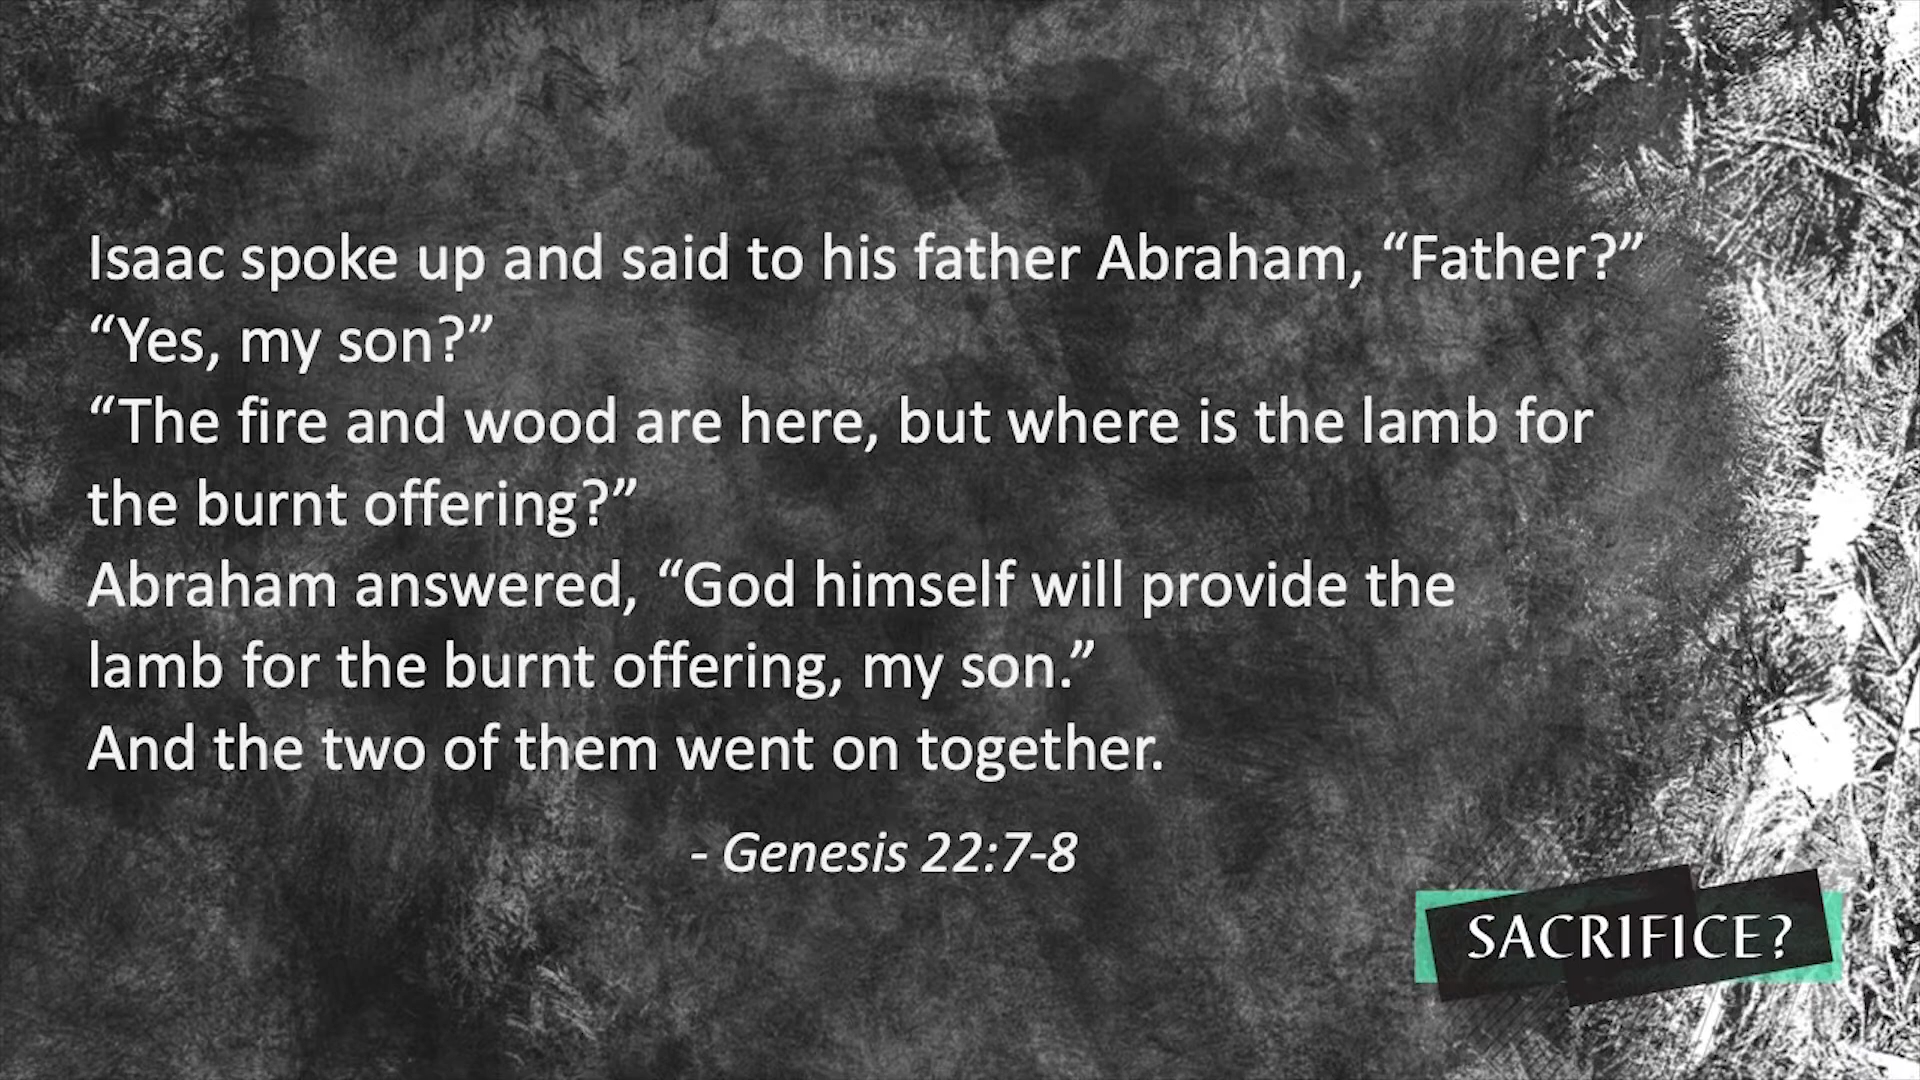 Isaac spoke up and said to his father Abraham, “Father?”
“Yes, my son?”
“The fire and wood are here, but where is the lamb for
the burnt offering?”
Abraham answered, “God himself will provide the
lamb for the burnt offering, my son.”
And the two of them went on together.
- Genesis 22:7-8
SACRIFICE?